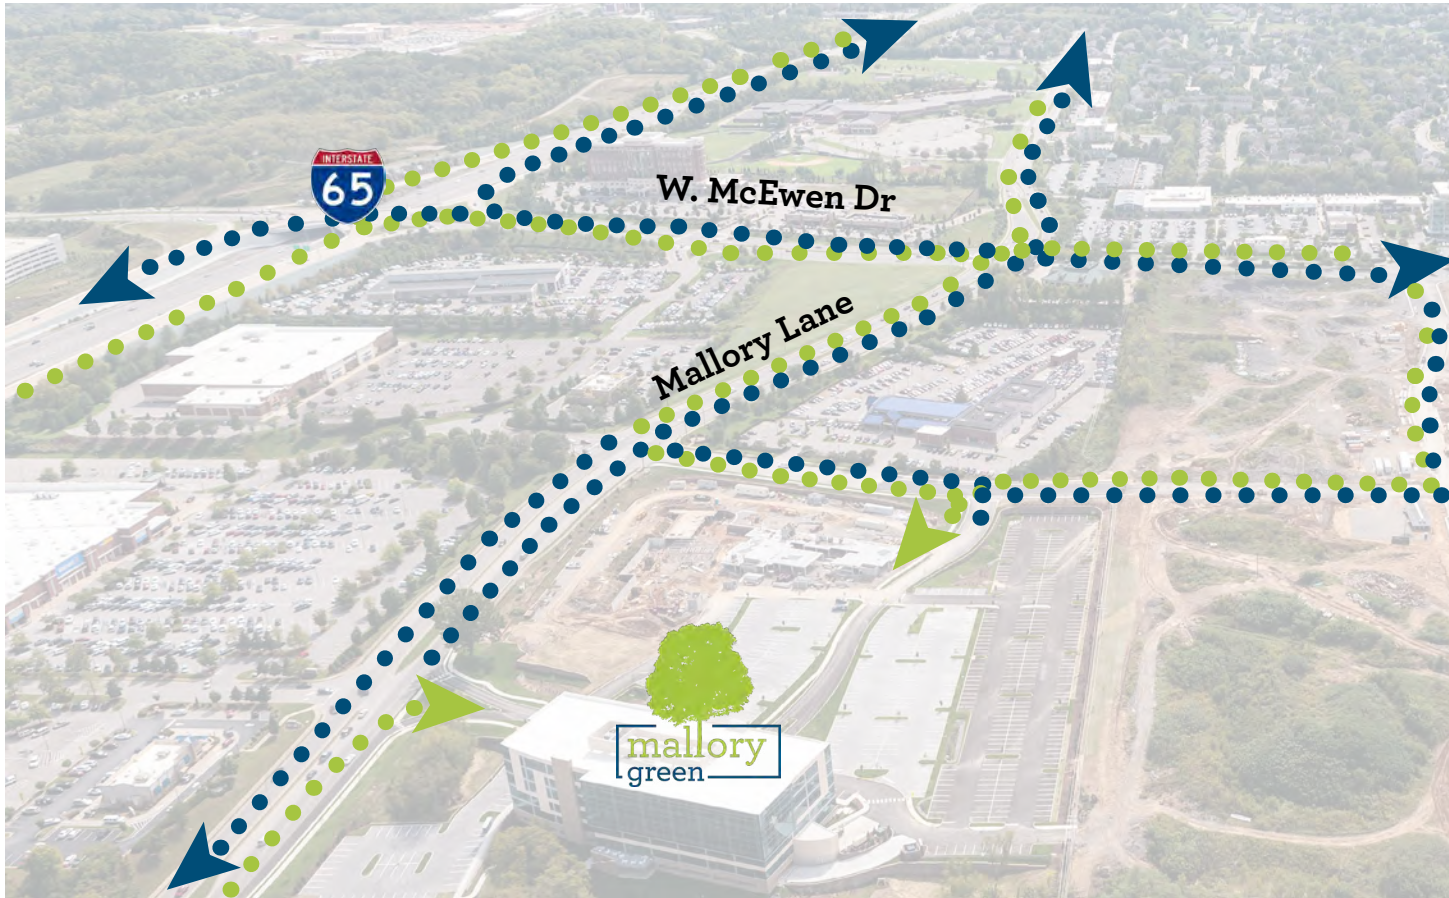 INTERSTATE
65
W. McEwen Dr
Mallory Lane
mallory
green